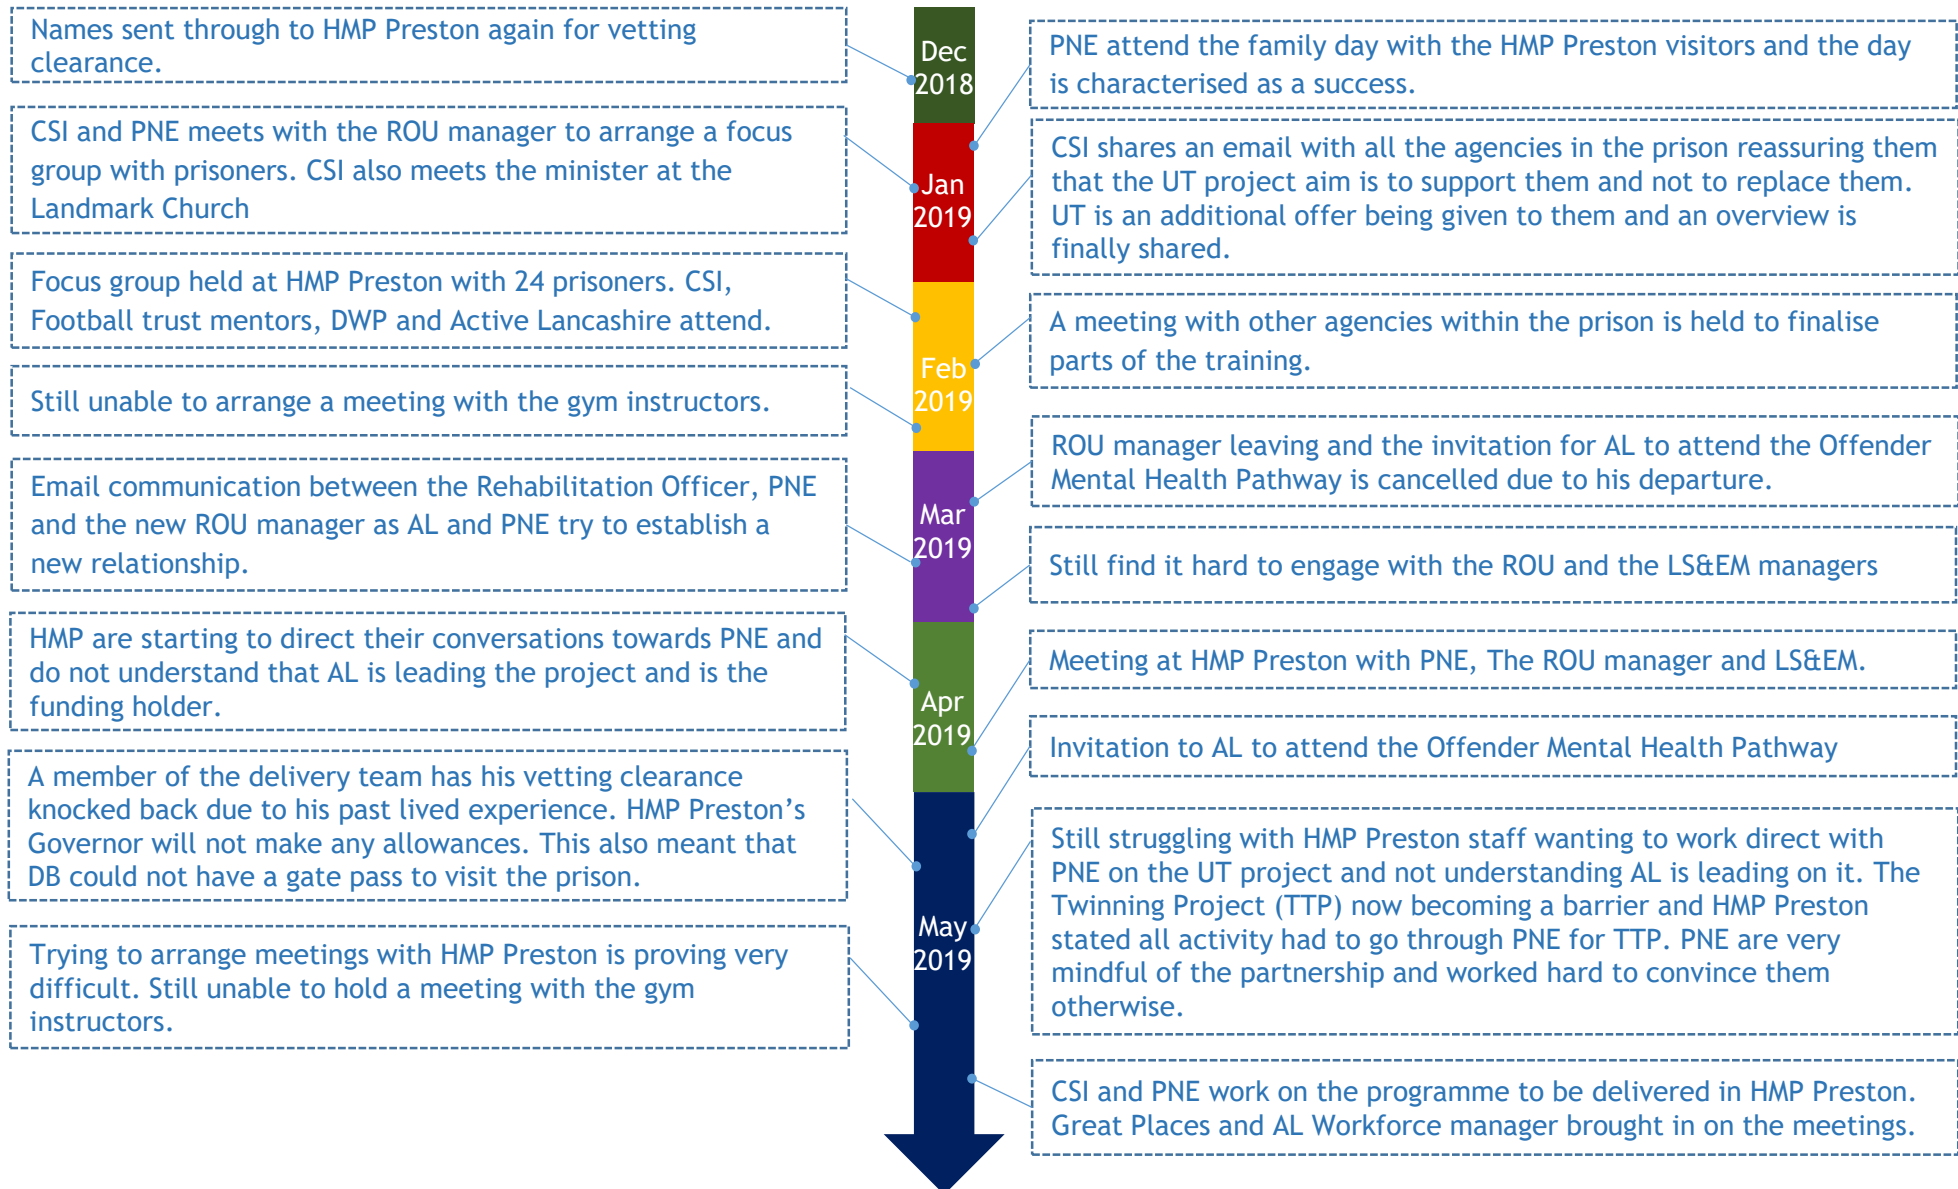 Names sent through to HMP Preston again for vetting
clearance.
Dec
2018
PNE attend the family day with the HMP Preston visitors and the day
is characterised as a success.
CSI and PNE meets with the ROU manager to arrange a focus
group with prisoners. CSI also meets the minister at the
Landmark Church
Jan
2019
CSI shares an email with all the agencies in the prison reassuring them
that the UT project aim is to support them and not to replace them.
UT is an additional offer being given to them and an overview is
finally shared.
Focus group held at HMP Preston with 24 prisoners. CSI,
Football trust mentors, DWP and Active Lancashire attend.
A meeting with other agencies within the prison is held to finalise
parts of the training.
Feb
2019
Still unable to arrange a meeting with the gym instructors.
ROU manager leaving and the invitation for AL to attend the Offender
Mental Health Pathway is cancelled due to his departure.
Email communication between the Rehabilitation Officer, PNE
and the new ROU manager as AL and PNE try to establish a
new relationship.
Mar
2019
Still find it hard to engage with the ROU and the LS&EM managers
HMP are starting to direct their conversations towards PNE and
do not understand that AL is leading the project and is the
funding holder.
Meeting at HMP Preston with PNE, The ROU manager and LS&EM.
Apr
2019
Invitation to AL to attend the Offender Mental Health Pathway
A member of the delivery team has his vetting clearance
knocked back due to his past lived experience. HMP Preston’s
Governor will not make any allowances. This also meant that
DB could not have a gate pass to visit the prison.
Still struggling with HMP Preston staff wanting to work direct with
PNE on the UT project and not understanding AL is leading on it. The
Twinning Project (TTP) now becoming a barrier and HMP Preston
stated all activity had to go through PNE for TTP. PNE are very
mindful of the partnership and worked hard to convince them
otherwise.
May
2019
Trying to arrange meetings with HMP Preston is proving very
difficult. Still unable to hold a meeting with the gym
instructors.
CSI and PNE work on the programme to be delivered in HMP Preston.
Great Places and AL Workforce manager brought in on the meetings.